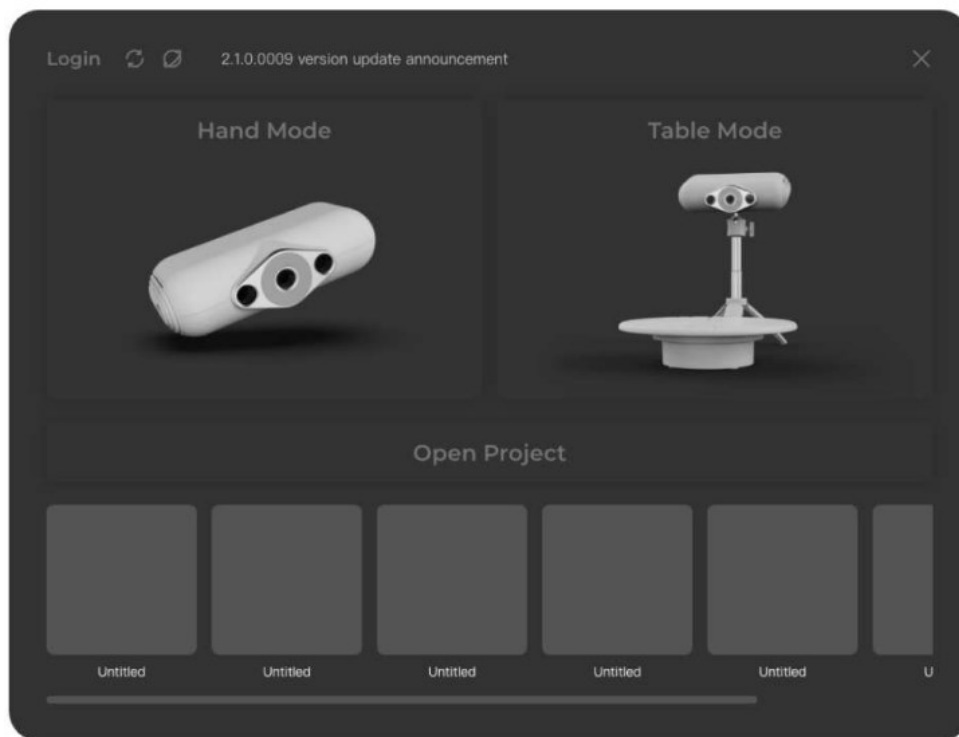 Login
2.1.0.0009 version update announcement
Hand Mode
Table Mode
Open Project
Untitled
Untitled
Untitled
Untitled
Untitled
U